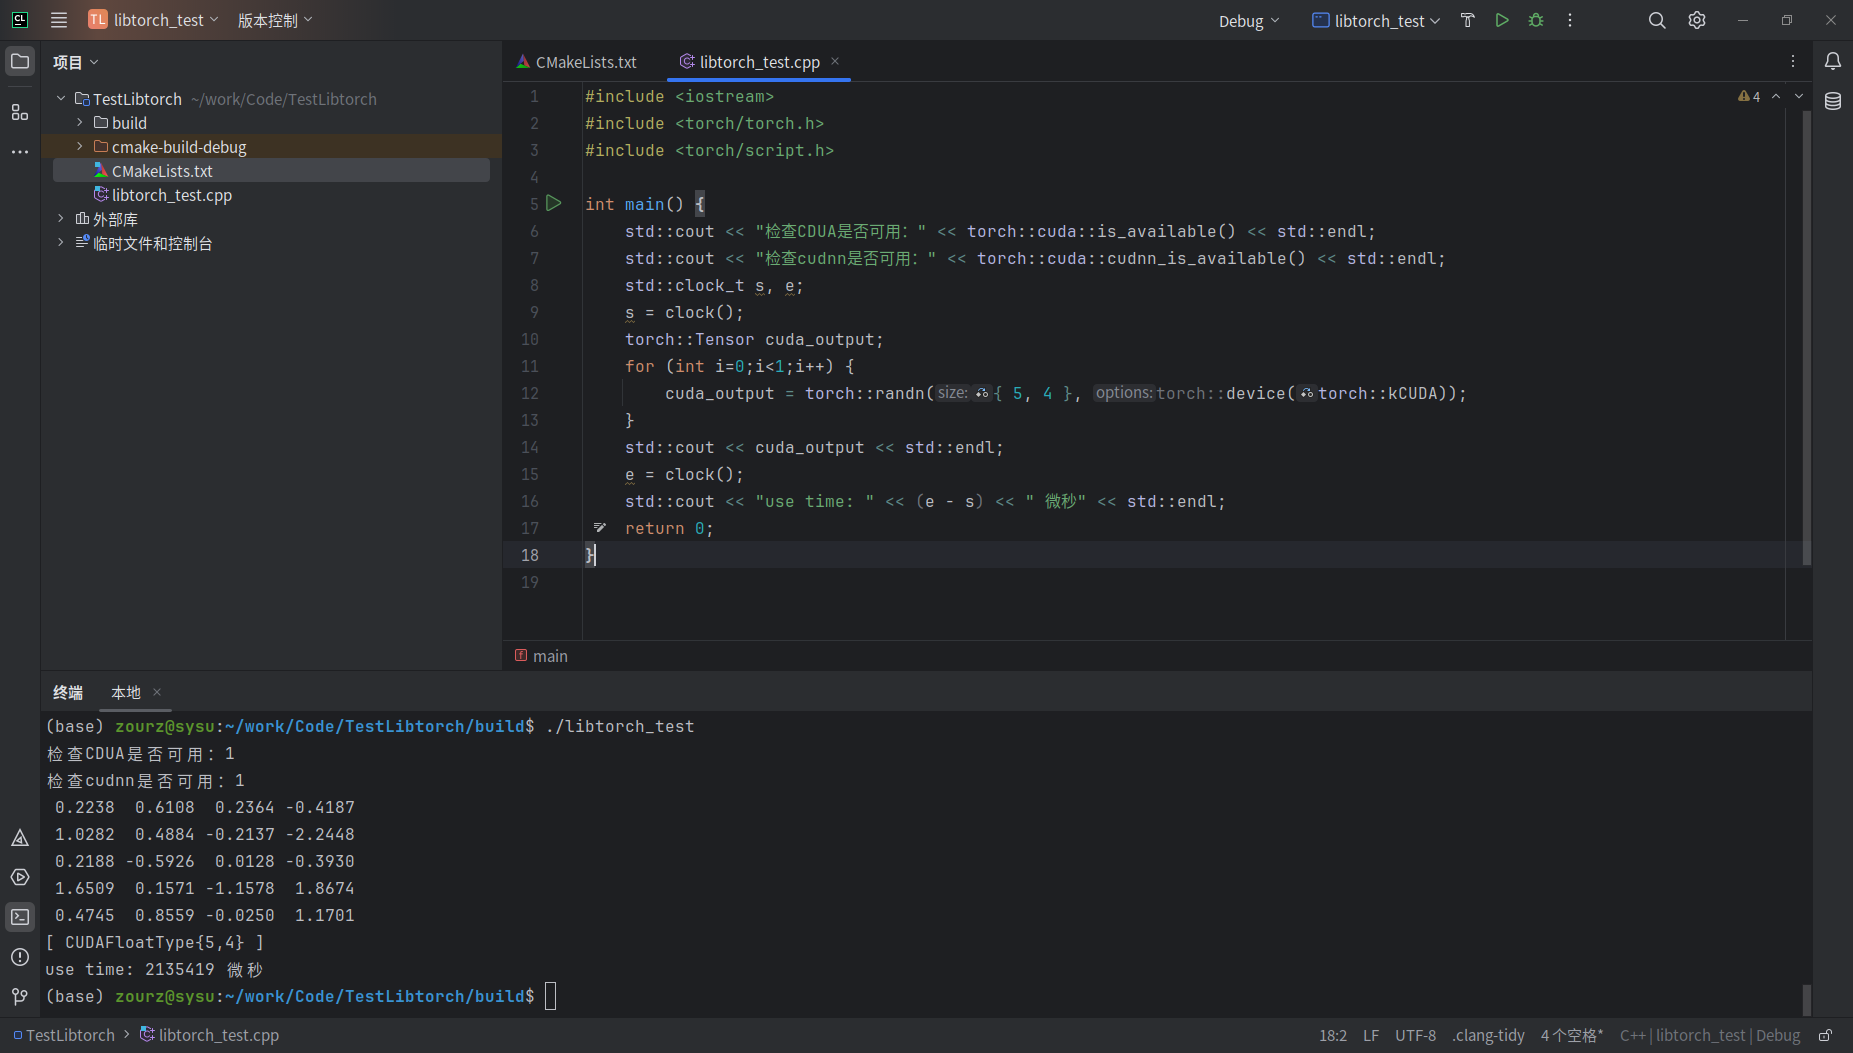 CL
TL libtorch_test 版本控制 Debug libtorch_test
项目
TestLibtorch ~/work/Code/TestLibtorch
build
cmake-build-debug
CMakeLists.txt
libtorch_test.cpp
外部库
临时文件和控制台
CMakeLists.txt libtorch_test.cpp
4
1 #include <iostream>
2 #include <torch/torch.h>
3 #include <torch/script.h>
4
5 int main() {
6 std::cout << "检查CDUA是否可用：" << torch::cuda::is_available() << std::endl;
7 std::cout << "检查cudnn是否可用：" << torch::cuda::cudnn_is_available() << std::endl;
8 std::clock_t s, e;
9 s = clock();
10 torch::Tensor cuda_output;
11 for (int i=0;i<1;i++) {
12 cuda_output = torch::randn( size: { 5, 4 }, options: torch::device( torch::kCUDA));
13 }
14 std::cout << cuda_output << std::endl;
15 e = clock();
16 std::cout << "use time: " << (e - s) << " 微秒" << std::endl;
17 return 0;
18 }
19
f main
终端 本地
(base) zourz@sysu:~/work/Code/TestLibtorch/build$ ./libtorch_test
检查CDUA是否可用：1
检查cudnn是否可用：1
0.2238 0.6108 0.2364 -0.4187
1.0282 0.4884 -0.2137 -2.2448
0.2188 -0.5926 0.0128 -0.3930
1.6509 0.1571 -1.1578 1.8674
0.4745 0.8559 -0.0250 1.1701
[ CUDAFloatType{5,4} ]
use time: 2135419 微秒
(base) zourz@sysu:~/work/Code/TestLibtorch/build$
TestLibtorch libtorch_test.cpp 18:2 LF UTF-8 .clang-tidy 4 个空格* C++ | libtorch_test | Debug